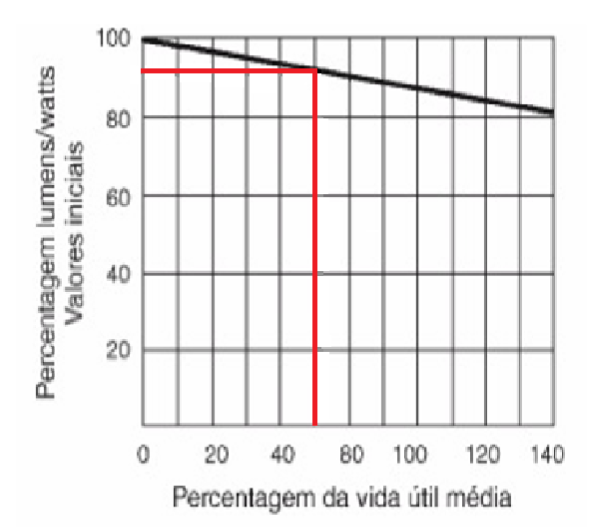 Percentagem lumens/watts
Valores iniciais
100
80
60
40
20
0 20 40 80 100 120 140
Percentagem da vida útil média